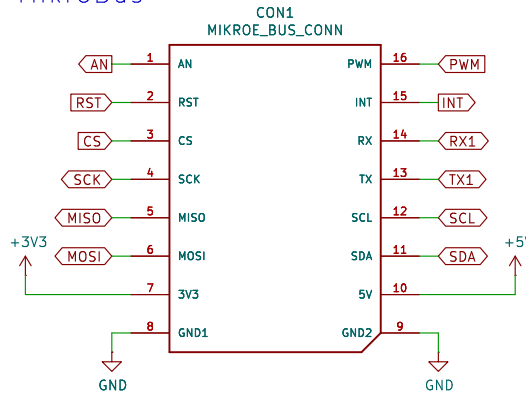 MikroBus
CON1
MIKROE_BUS_CONN
AN 1 AN PWM 16 PWM
RST 2 RST INT 15 INT
CS 3 CS RX 14 RX1
SCK 4 SCK TX 13 TX1
MISO 5 MISO SCL 12 SCL
+3V3 +5V
MOSI 6 MOSI SDA 11 SDA
7 3V3 5V 10
8 GND1 GND2 9
GND GND